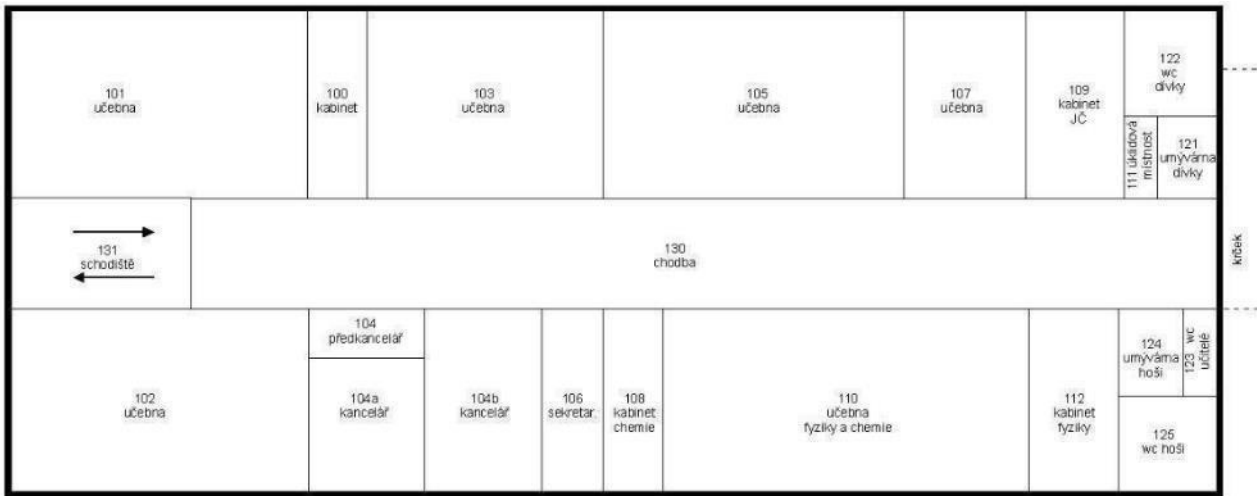 101
učebna
100
kabinet
103
učebna
105
učebna
107
učebna
109
kabinet
JČ
122
wc
dívky
111 úklidová
místnost
121
umývárna
dívky
131
schodiště
130
chodba
krček
102
učebna
104
předkancelář
104a
kancelář
104b
kancelář
106
sekretar.
108
kabinet
chemie
110
učebna
fyziky a chemie
112
kabinet
fyziky
124
umývárna
hoši
123 wc
učitelé
125
wc hoši